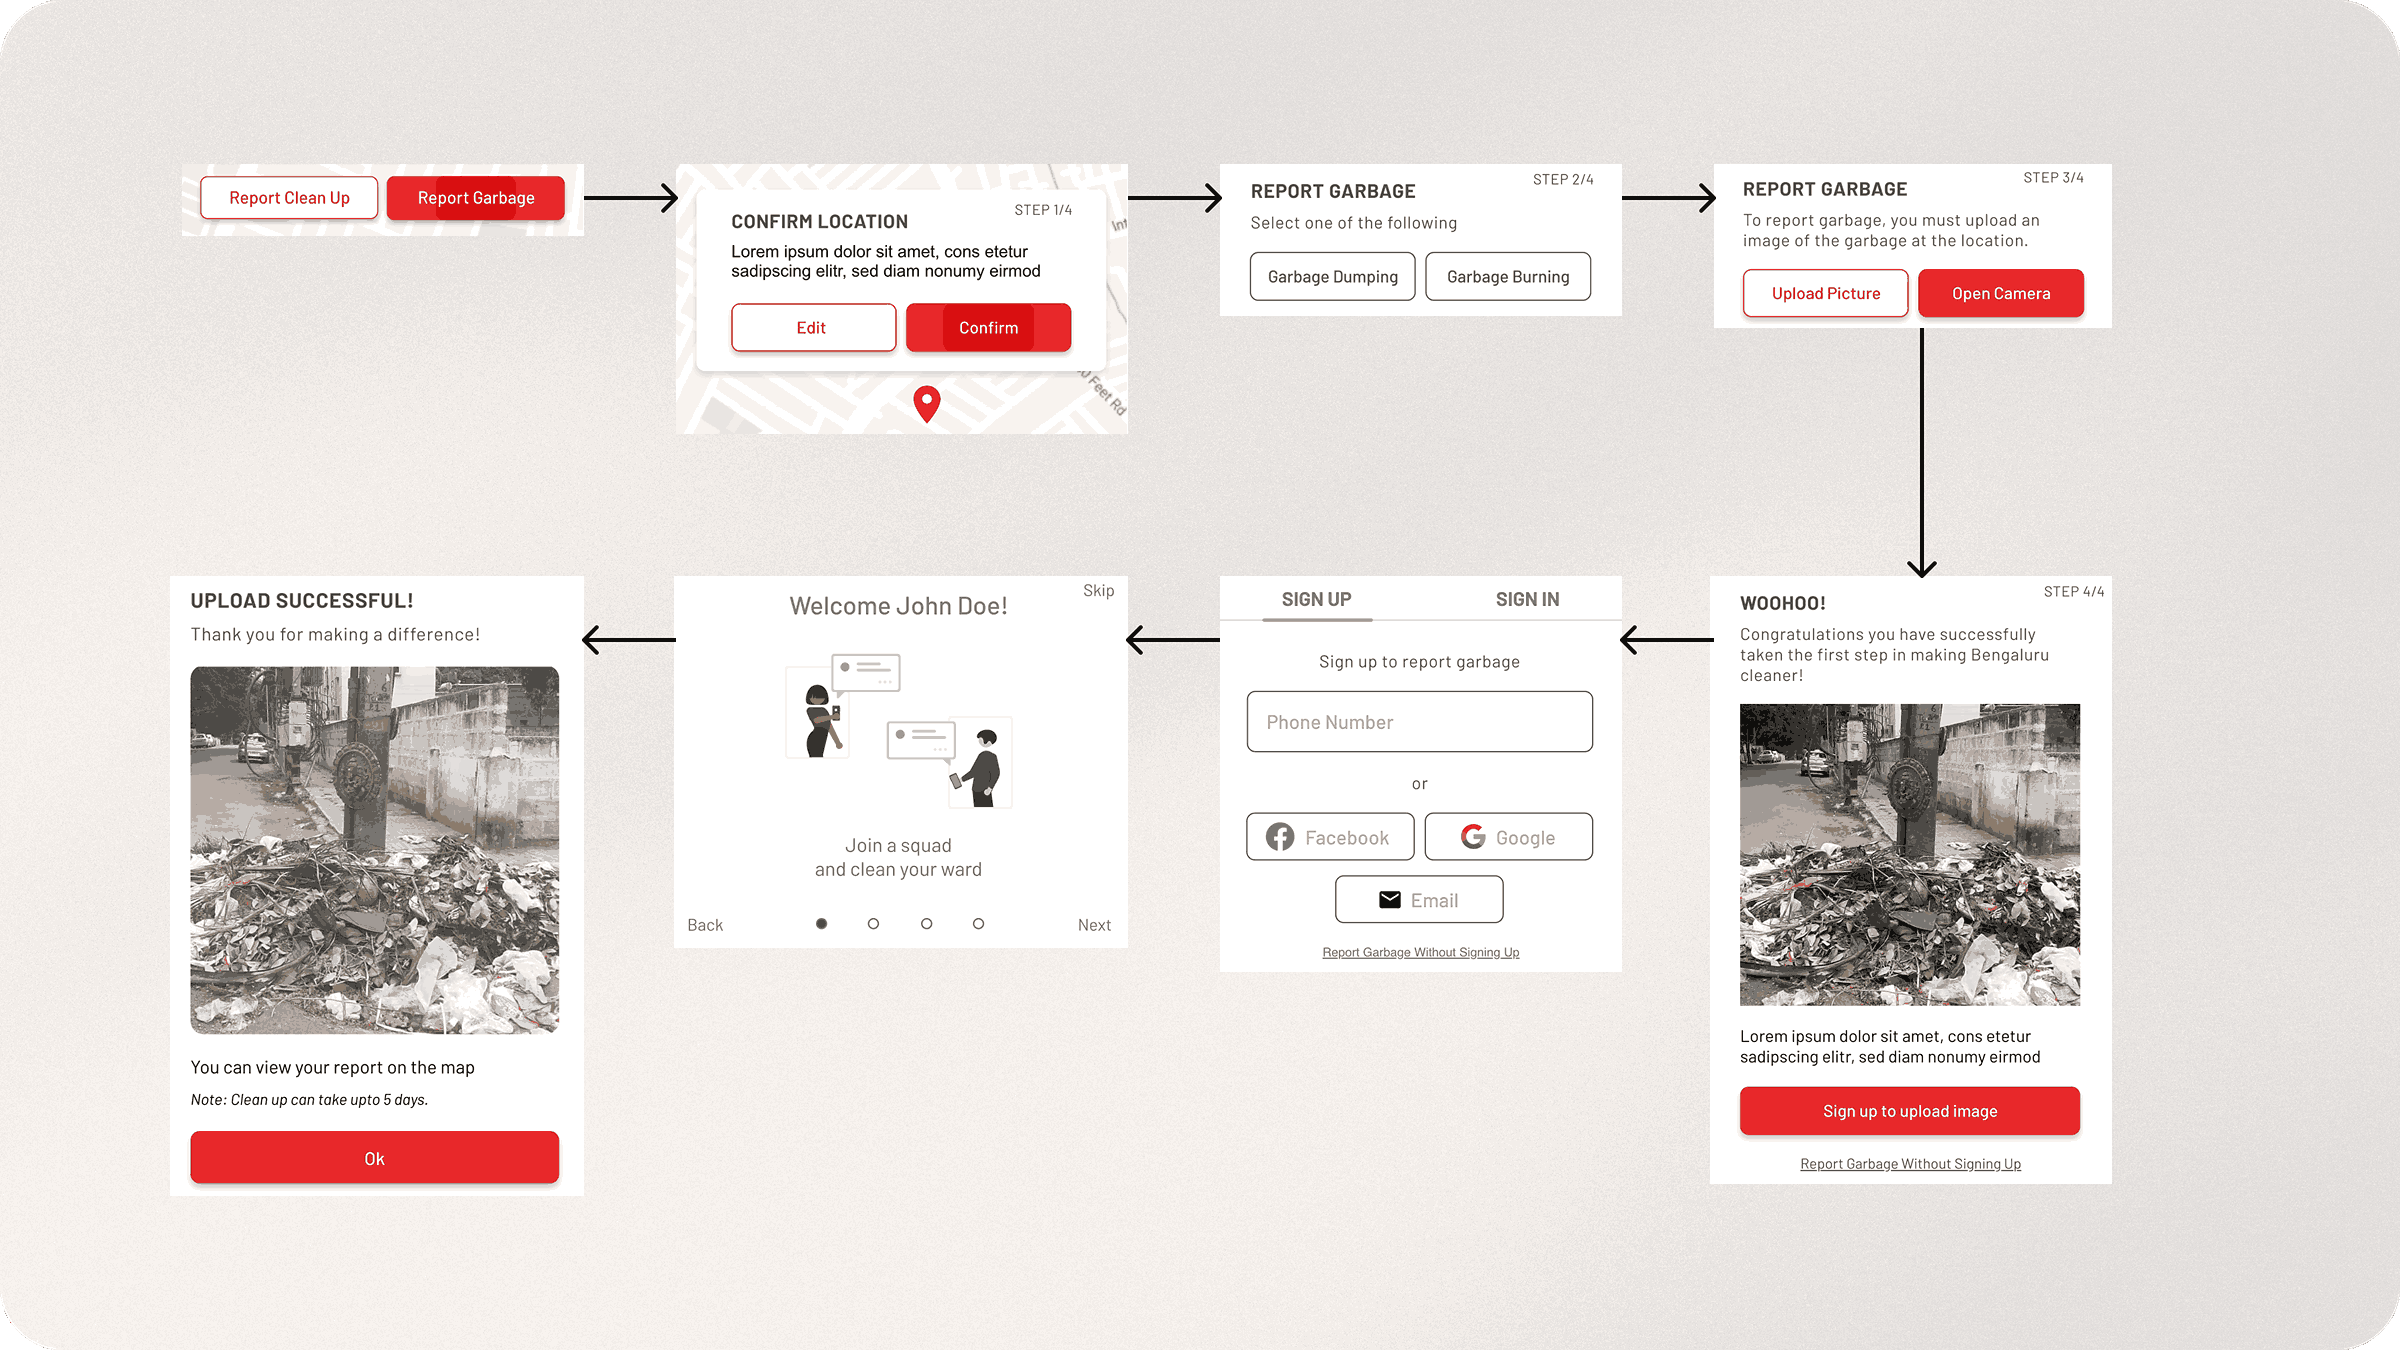 Report Clean Up
Report Garbage
STEP 1/4
CONFIRM LOCATION
Lorem ipsum dolor sit amet, cons etetur
sadipscing elitr, sed diam nonumy eirmod
Edit
Confirm
Int
Feet Rd
STEP 2/4
REPORT GARBAGE
Select one of the following
Garbage Dumping
Garbage Burning
STEP 3/4
REPORT GARBAGE
To report garbage, you must upload an
image of the garbage at the location.
Upload Picture
Open Camera
STEP 4/4
WOOHOO!
Congratulations you have successfully
taken the first step in making Bengaluru
cleaner!
Lorem ipsum dolor sit amet, cons etetur
sadipscing elitr, sed diam nonumy eirmod
Sign up to upload image
Report Garbage Without Signing Up
SIGN UP
SIGN IN
Sign up to report garbage
Phone Number
or
Facebook
Google
Email
Report Garbage Without Signing Up
Skip
Welcome John Doe!
Join a squad
and clean your ward
Back
Next
UPLOAD SUCCESSFUL!
Thank you for making a difference!
You can view your report on the map
Note: Clean up can take upto 5 days.
Ok